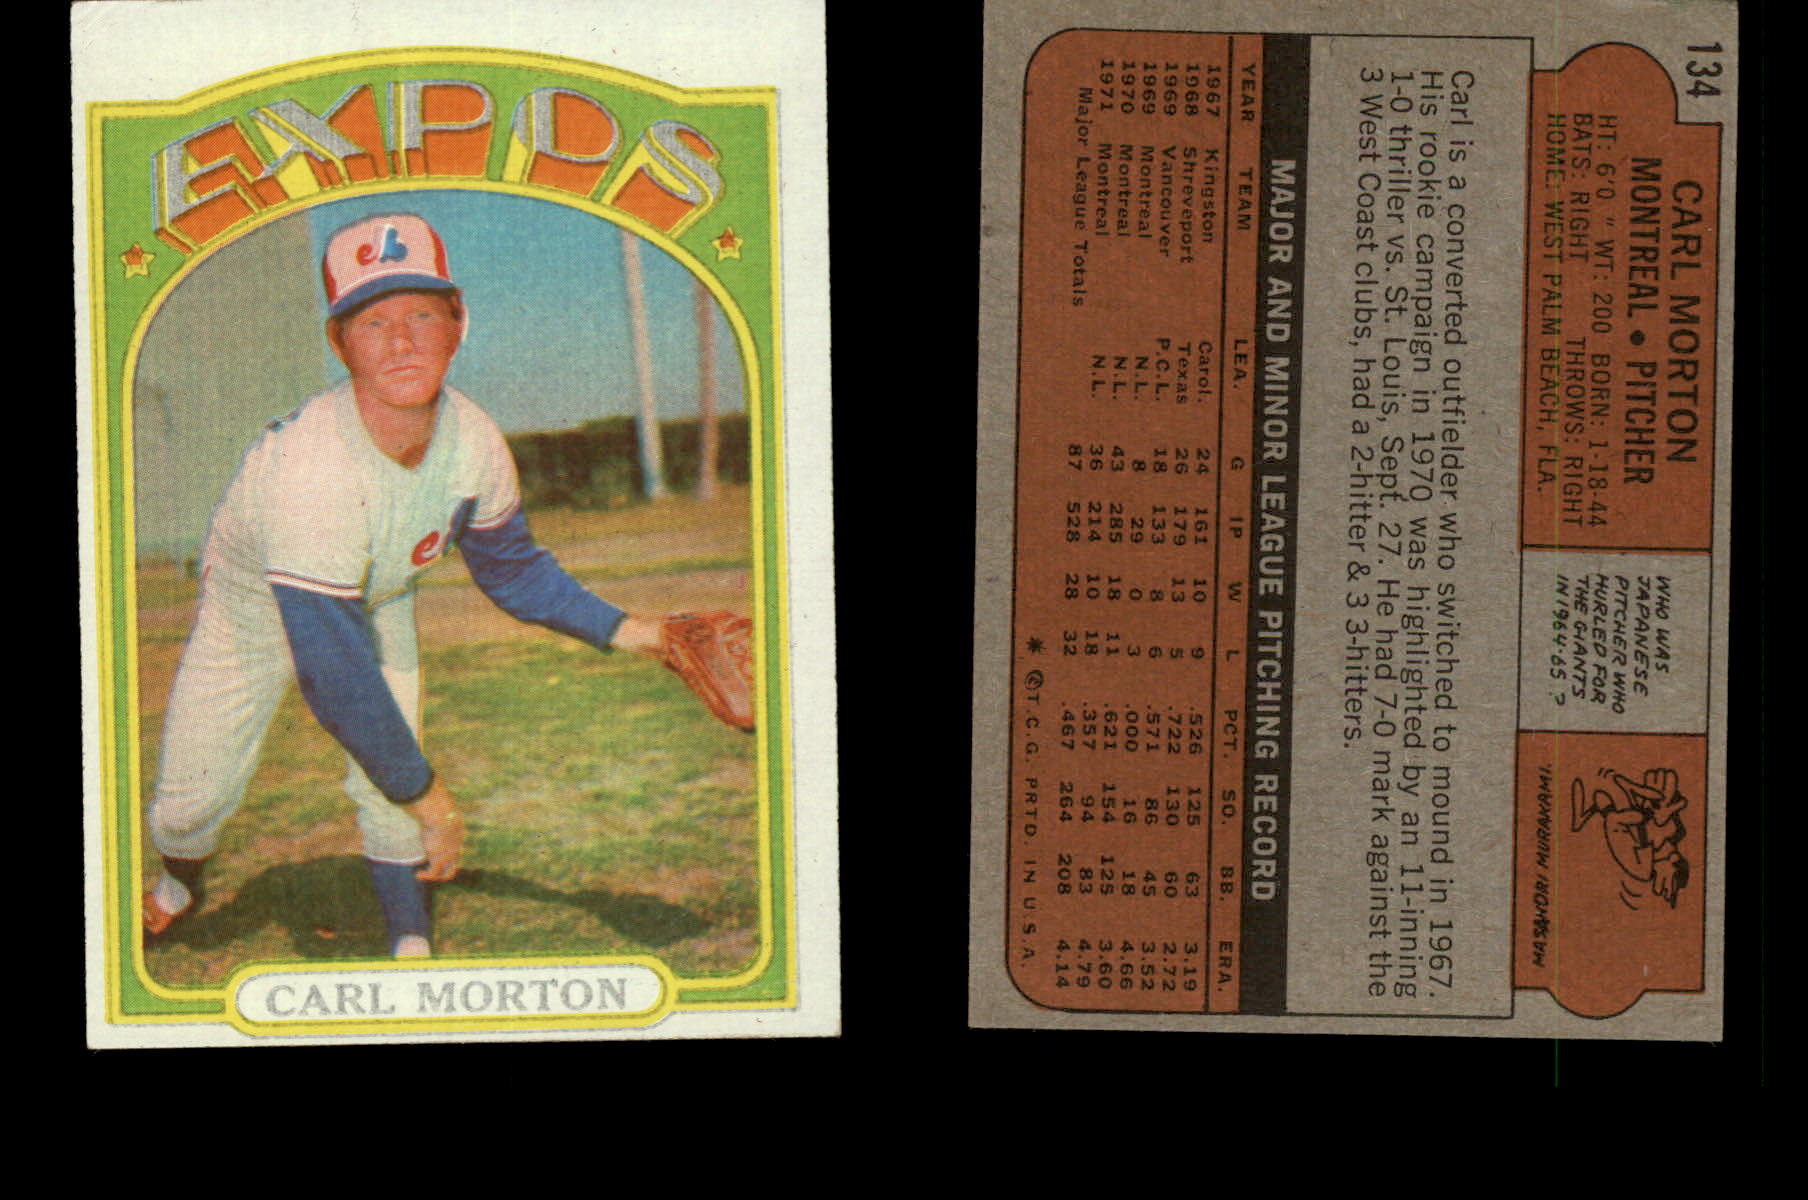 EXPOS
eMb
CARL MORTON
134
CARL MORTON
MONTREAL • PITCHER
HT: 6'0 " WT: 200 BORN: 1-18-44
BATS: RIGHT THROWS: RIGHT
HOME: WEST PALM BEACH, FLA.
WHO WAS
JAPANESE
PITCHER WHO
HURLED FOR
THE GIANTS
IN 1964-65?
MASANORI MURAKAMI.
Carl is a converted outfielder who switched to mound in 1967.
His rookie campaign in 1970 was highlighted by an 11-inning
1-0 thriller vs. St. Louis, Sept. 27. He had 7-0 mark against the
3 West Coast clubs, had a 2-hitter & 3 3-hitters.
MAJOR AND MINOR LEAGUE PITCHING RECORD
YEAR TEAM LEA. G IP W L PCT. SO. BB. ERA.
1967 Kingston Carol. 24 161 10 9 .526 125 63 3.19
1968 Shreveport Texas 26 179 13 5 .722 130 60 2.72
1969 Vancouver P.C.L. 18 133 8 6 .571 86 45 3.52
1969 Montreal N.L. 8 29 0 3 .000 16 18 4.66
1970 Montreal N.L. 43 285 18 11 .621 154 125 3.60
1971 Montreal N.L. 36 214 10 18 .357 94 83 4.79
Major League Totals 87 528 28 32 .467 264 208 4.14
* © T. C. G. PRTD. IN U. S. A.